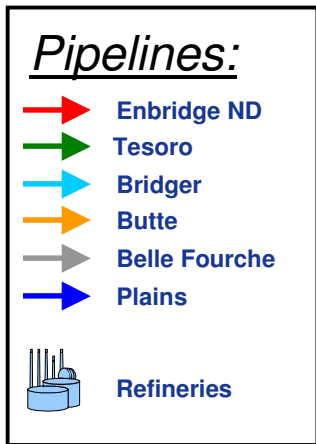 Pipelines:
Enbridge ND
Tesoro
Bridger
Butte
Belle Fourche
Plains
Refineries